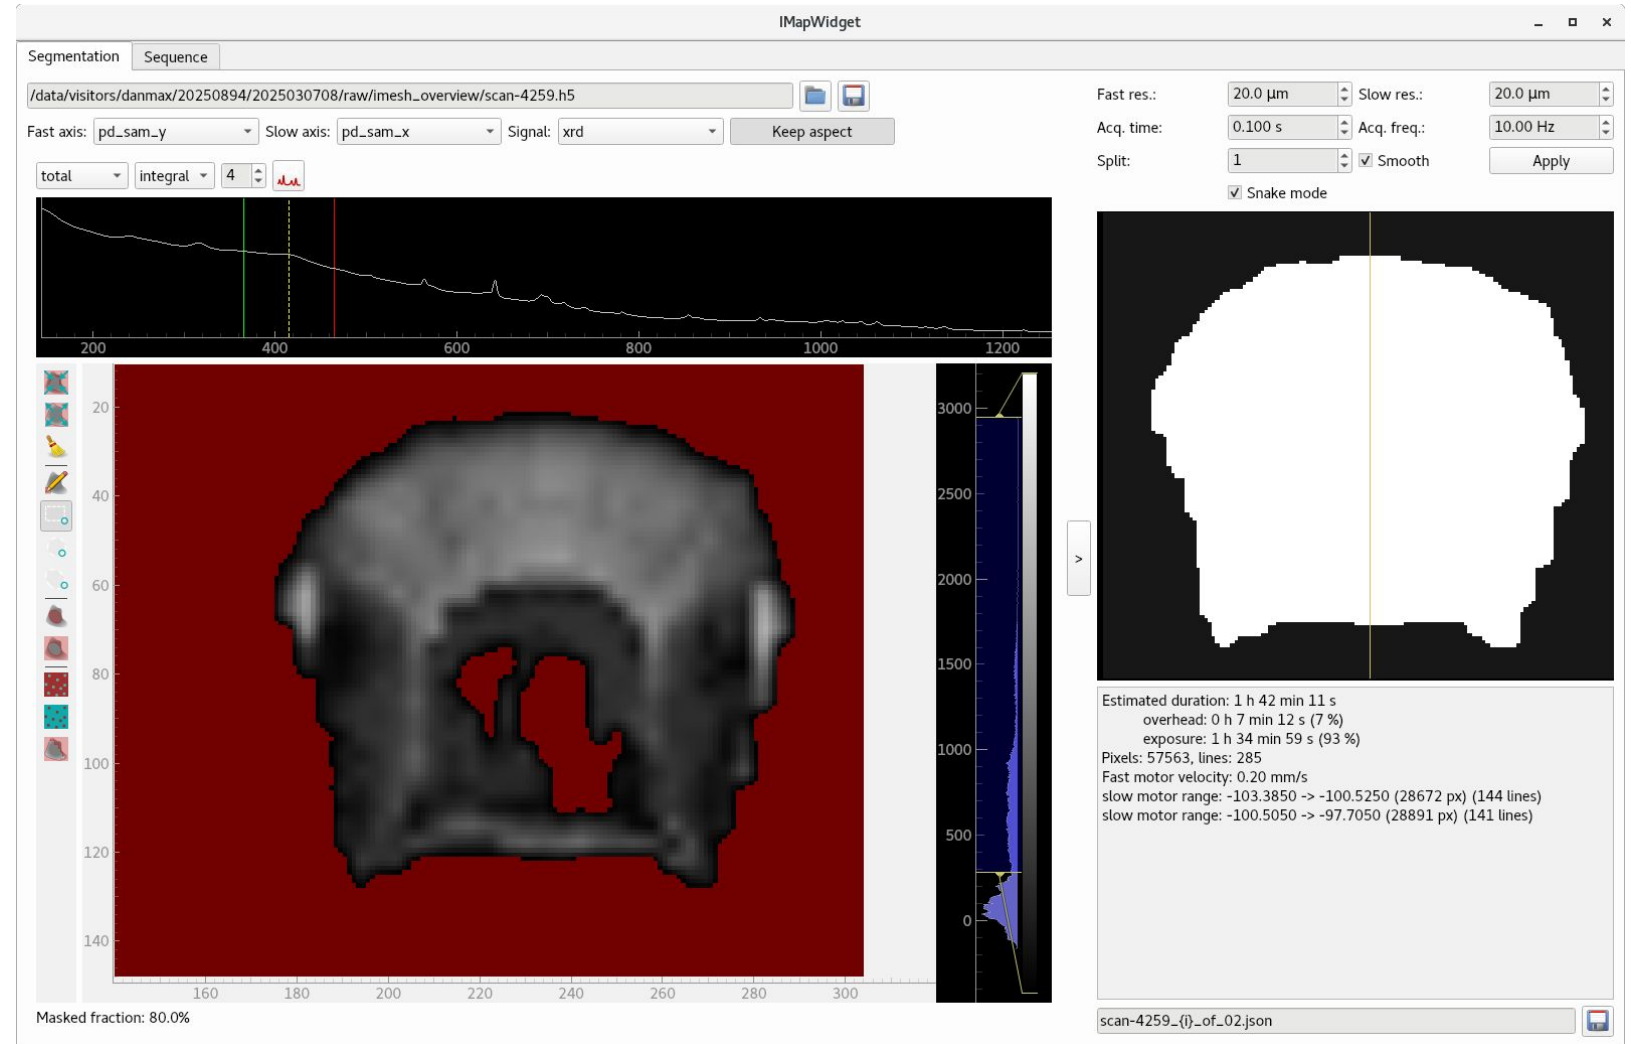 IMapWidget
Segmentation Sequence
/data/visitors/danmax/20250894/2025030708/raw/imesh_overview/scan-4259.h5
Fast axis: pd_sam_y Slow axis: pd_sam_x Signal: xrd Keep aspect
total integral 4
200 400 600 800 1000 1200
20
40
60
80
100
120
140
160 180 200 220 240 260 280 300
3000
2500
2000
1500
1000
500
0
Masked fraction: 80.0%
>
Fast res.: 20.0 µm Slow res.: 20.0 µm
Acq. time: 0.100 s Acq. freq.: 10.00 Hz
Split: 1 Smooth Apply
Snake mode
Estimated duration: 1 h 42 min 11 s
overhead: 0 h 7 min 12 s (7 %)
exposure: 1 h 34 min 59 s (93 %)
Pixels: 57563, lines: 285
Fast motor velocity: 0.20 mm/s
slow motor range: -103.3850 -> -100.5250 (28672 px) (144 lines)
slow motor range: -100.5050 -> -97.7050 (28891 px) (141 lines)
scan-4259_{i}_of_02.json